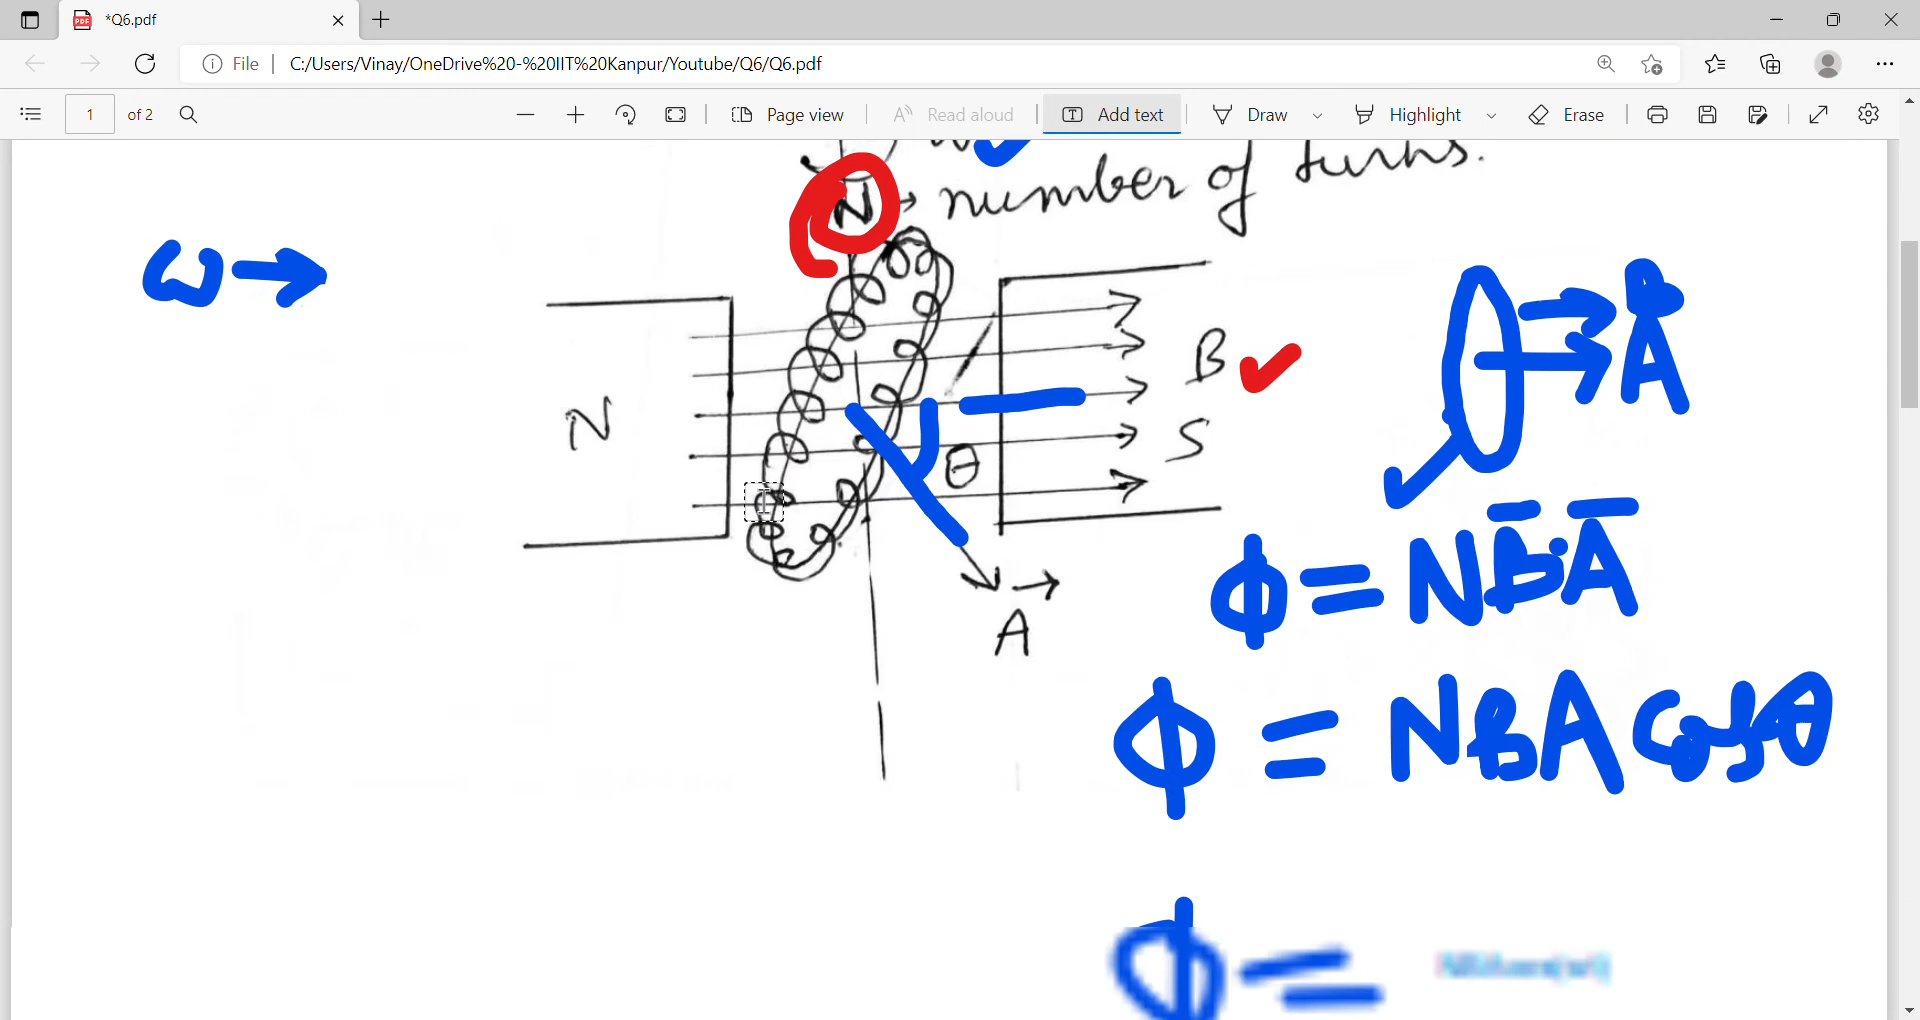 *Q6.pdf
File C:/Users/Vinay/OneDrive%20-%20IIT%20Kanpur/Youtube/Q6/Q6.pdf
1 of 2 Page view Read aloud Add text Draw Highlight Erase
N → number of turns.
ω →
B
A
N
B
S
θ
A
ϕ = N B̄ · Ā
ϕ = NBA cosθ
ϕ =